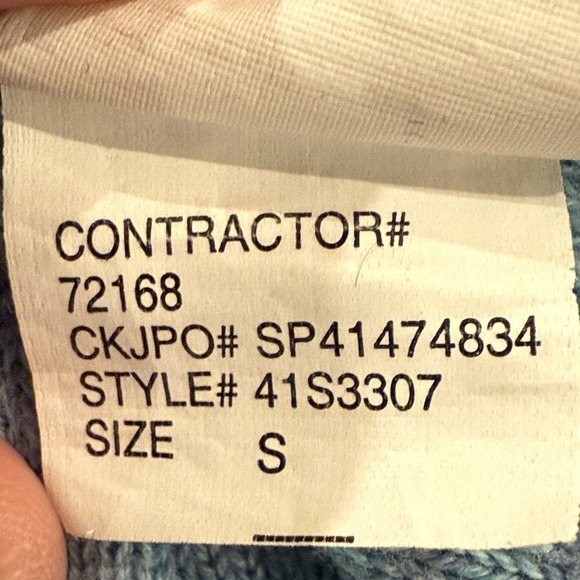 CONTRACTOR#
72168
CKJPO# SP41474834
STYLE# 41S3307
SIZE S